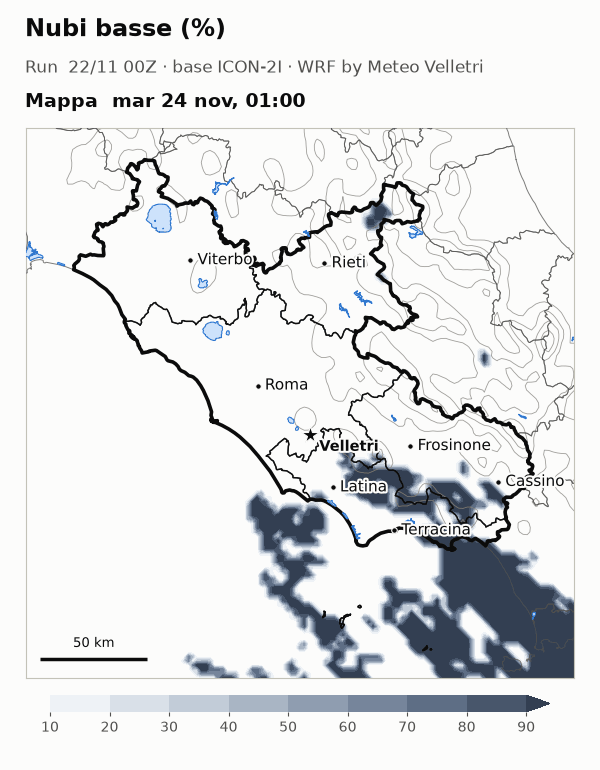 Nubi basse (%)
Run  22/11 00Z · base ICON-2I · WRF by Meteo Velletri
Mappa  mar 24 nov, 01:00
Viterbo
Rieti
Roma
Velletri
Frosinone
Latina
Cassino
Terracina
50 km
10 20 30 40 50 60 70 80 90